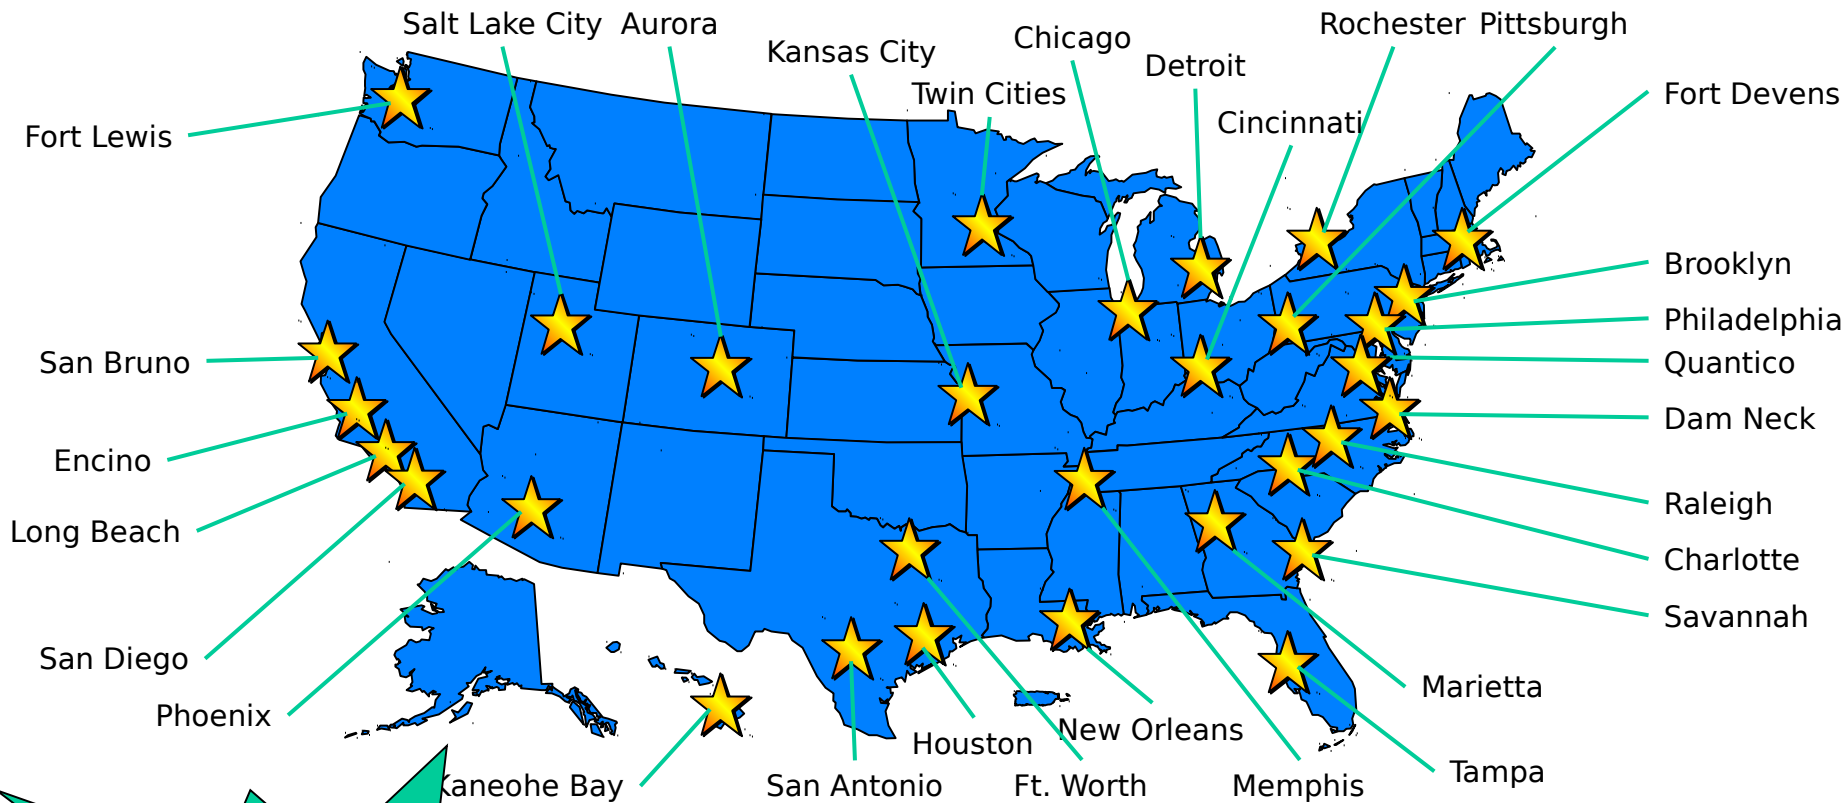 Salt Lake City
Aurora
Kansas City
Chicago
Rochester
Pittsburgh
Detroit
Twin Cities
Cincinnati
Fort Devens
Fort Lewis
Brooklyn
Philadelphia
San Bruno
Quantico
Dam Neck
Encino
Raleigh
Long Beach
Charlotte
Savannah
San Diego
Marietta
Phoenix
New Orleans
Houston
Tampa
Kaneohe Bay
San Antonio
Ft. Worth
Memphis